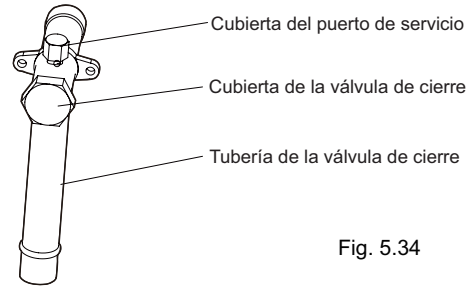 Cubierta del puerto de servicio
Cubierta de la válvula de cierre
Tubería de la válvula de cierre
Fig. 5.34